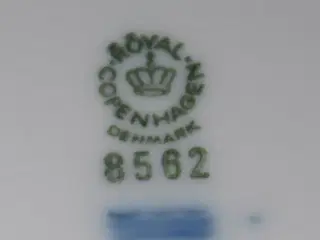 ROYAL
COPENHAGEN
DENMARK
8562